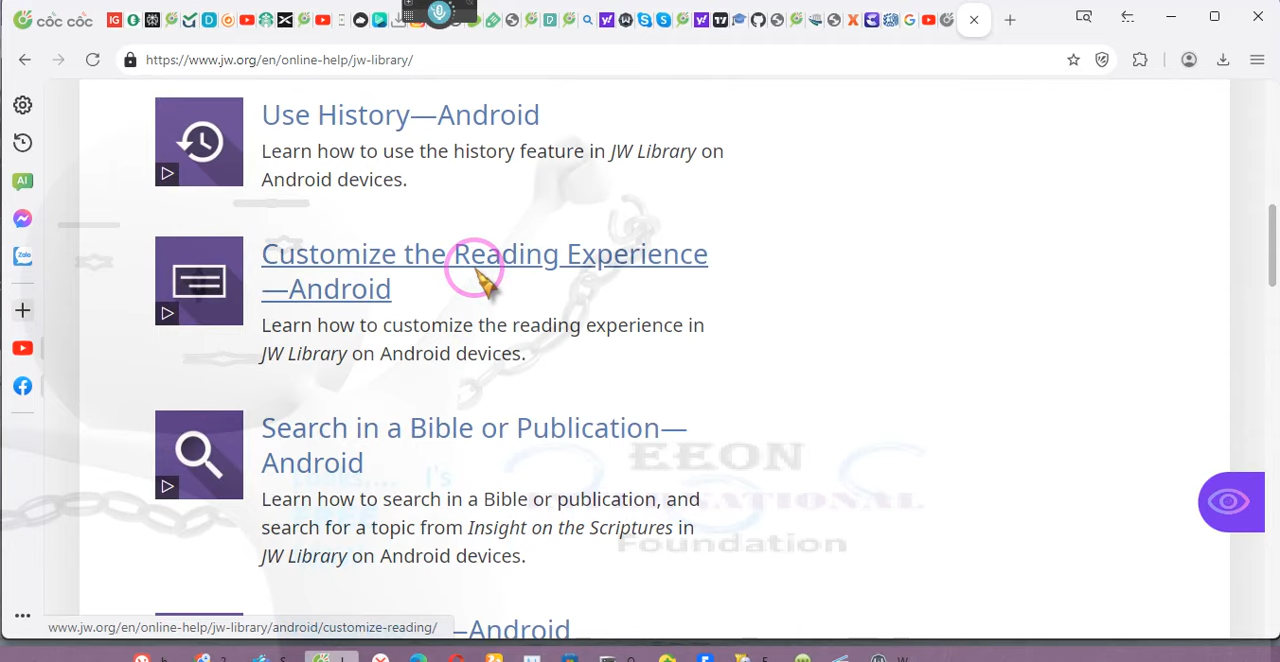 cốc cốc
https://www.jw.org/en/online-help/jw-library/
AI
Zalo
Use History—Android
Learn how to use the history feature in JW Library on
Android devices.
Customize the Reading Experience
—Android
Learn how to customize the reading experience in
JW Library on Android devices.
Search in a Bible or Publication—
Android
Learn how to search in a Bible or publication, and
search for a topic from Insight on the Scriptures in
JW Library on Android devices.
EEON
I's
Foundation
—Android
www.jw.org/en/online-help/jw-library/android/customize-reading/